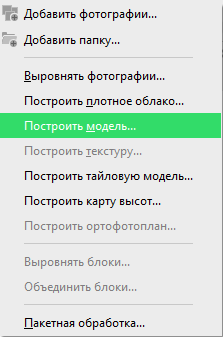 Добавить фотографии...
Добавить папку...
Выровнять фотографии...
Построить плотное облако...
Построить модель...
Построить текстуру...
Построить тайловую модель...
Построить карту высот...
Построить ортофотоплан...
Выровнять блоки...
Объединить блоки...
Пакетная обработка...